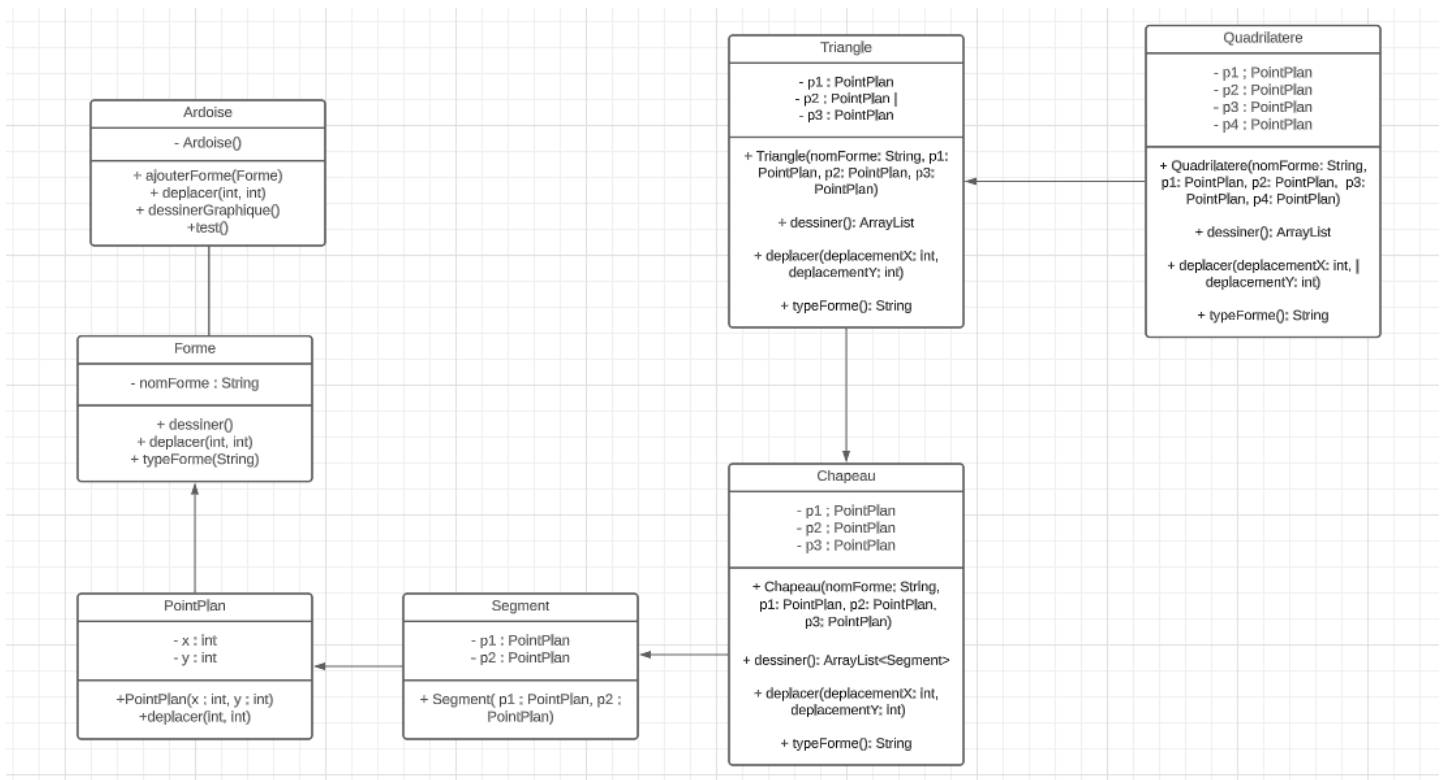 Ardoise
- Ardoise()
+ ajouterForme(Forme)
+ deplacer(int, int)
+ dessinerGraphique()
+test()
Forme
- nomForme : String
+ dessiner()
+ deplacer(int, int)
+ typeForme(String)
PointPlan
- x : int
- y : int
+PointPlan(x : int, y : int)
+deplacer(int, int)
Segment
- p1 : PointPlan
- p2 : PointPlan
+ Segment( p1 : PointPlan, p2 :
PointPlan)
Triangle
- p1 : PointPlan
- p2 : PointPlan |
- p3 : PointPlan
+ Triangle(nomForme: String, p1:
PointPlan, p2: PointPlan, p3:
PointPlan)
+ dessiner(): ArrayList
+ deplacer(deplacementX: int,
deplacementY: int)
+ typeForme(): String
Chapeau
- p1 : PointPlan
- p2 : PointPlan
- p3 : PointPlan
+ Chapeau(nomForme: String,
p1: PointPlan, p2: PointPlan,
p3: PointPlan)
+ dessiner(): ArrayList<Segment>
+ deplacer(deplacementX: int,
deplacementY: int)
+ typeForme(): String
Quadrilatere
- p1 : PointPlan
- p2 : PointPlan
- p3 : PointPlan
- p4 : PointPlan
+ Quadrilatere(nomForme: String,
p1: PointPlan, p2: PointPlan, p3:
PointPlan, p4: PointPlan)
+ dessiner(): ArrayList
+ deplacer(deplacementX: int, |
deplacementY: int)
+ typeForme(): String